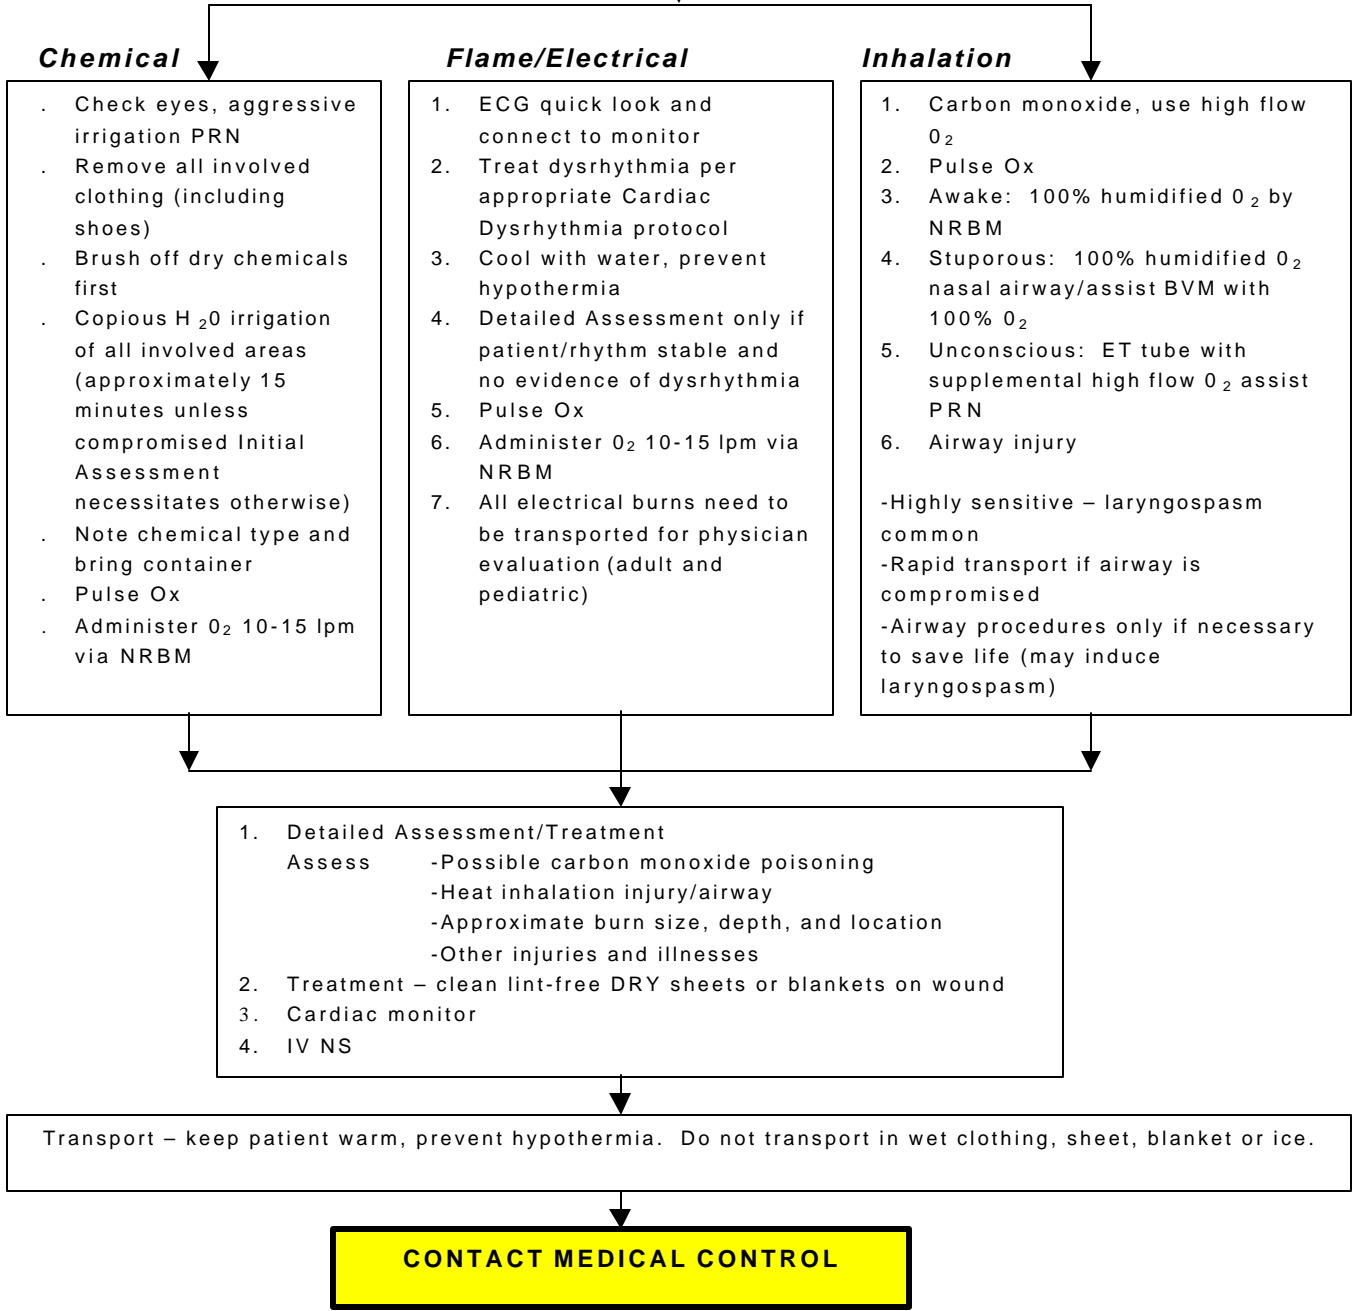 Chemical
. Check eyes, aggressive
irrigation PRN
. Remove all involved
clothing (including
shoes)
. Brush off dry chemicals
first
. Copious H 20 irrigation
of all involved areas
(approximately 15
minutes unless
compromised Initial
Assessment
necessitates otherwise)
. Note chemical type and
bring container
. Pulse Ox
. Administer 02 10-15 lpm
via NRBM
Flame/Electrical
1. ECG quick look and
connect to monitor
2. Treat dysrhythmia per
appropriate Cardiac
Dysrhythmia protocol
3. Cool with water, prevent
hypothermia
4. Detailed Assessment only if
patient/rhythm stable and
no evidence of dysrhythmia
5. Pulse Ox
6. Administer 02 10-15 lpm via
NRBM
7. All electrical burns need to
be transported for physician
evaluation (adult and
pediatric)
Inhalation
1. Carbon monoxide, use high flow
02
2. Pulse Ox
3. Awake: 100% humidified 02 by
NRBM
4. Stuporous: 100% humidified 02
nasal airway/assist BVM with
100% 02
5. Unconscious: ET tube with
supplemental high flow 02 assist
PRN
6. Airway injury
-Highly sensitive – laryngospasm
common
-Rapid transport if airway is
compromised
-Airway procedures only if necessary
to save life (may induce
laryngospasm)
1. Detailed Assessment/Treatment
Assess -Possible carbon monoxide poisoning
-Heat inhalation injury/airway
-Approximate burn size, depth, and location
-Other injuries and illnesses
2. Treatment – clean lint-free DRY sheets or blankets on wound
3. Cardiac monitor
4. IV NS
Transport – keep patient warm, prevent hypothermia. Do not transport in wet clothing, sheet, blanket or ice.
CONTACT MEDICAL CONTROL